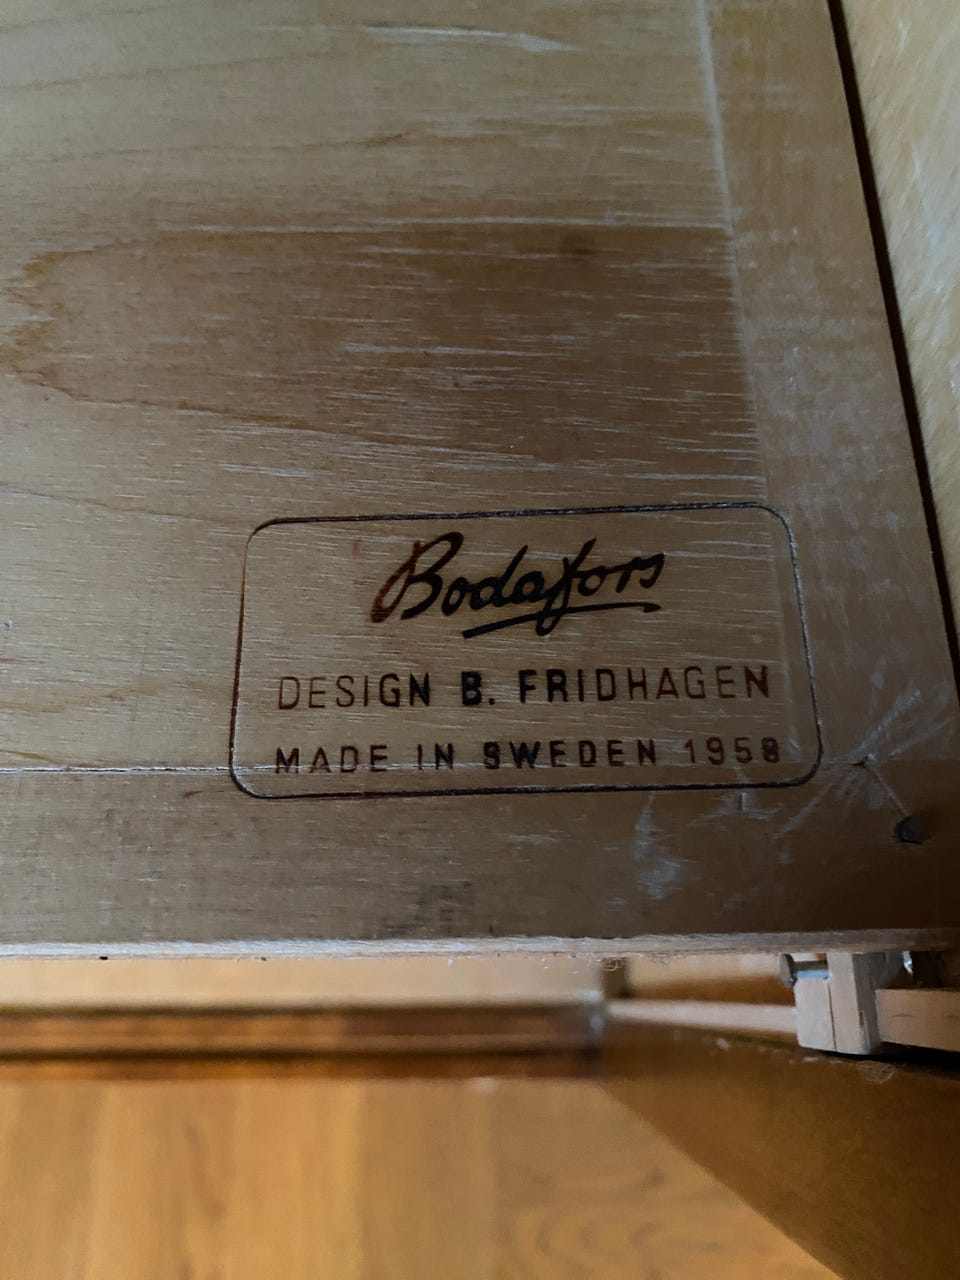 Bodafors
DESIGN B. FRIDHAGEN
MADE IN SWEDEN 1958